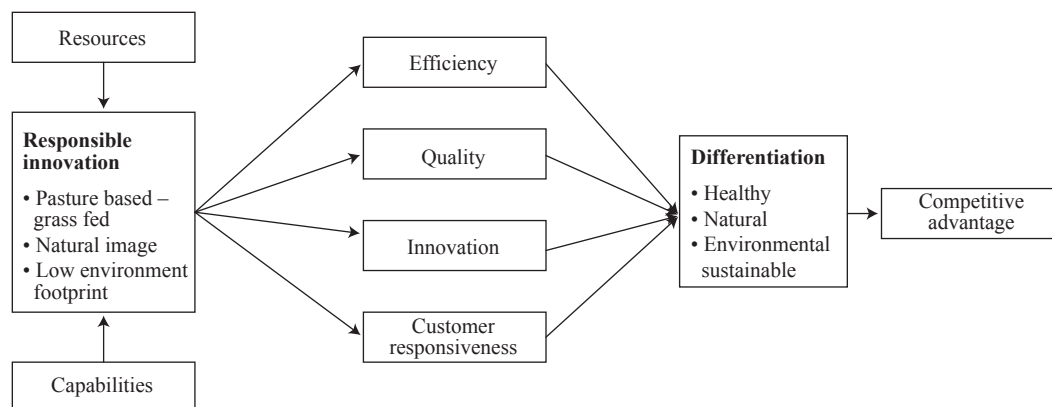 Resources
Responsible
innovation
• Pasture based –
grass fed
• Natural image
• Low environment
footprint
Capabilities
Efficiency
Quality
Innovation
Customer
responsiveness
Differentiation
• Healthy
• Natural
• Environmental
sustainable
Competitive
advantage